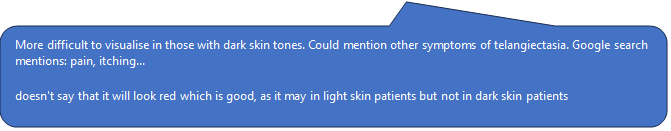 More difficult to visualise in those with dark skin tones. Could mention other symptoms of telangiectasia. Google search
mentions: pain, itching...
doesn't say that it will look red which is good, as it may in light skin patients but not in dark skin patients